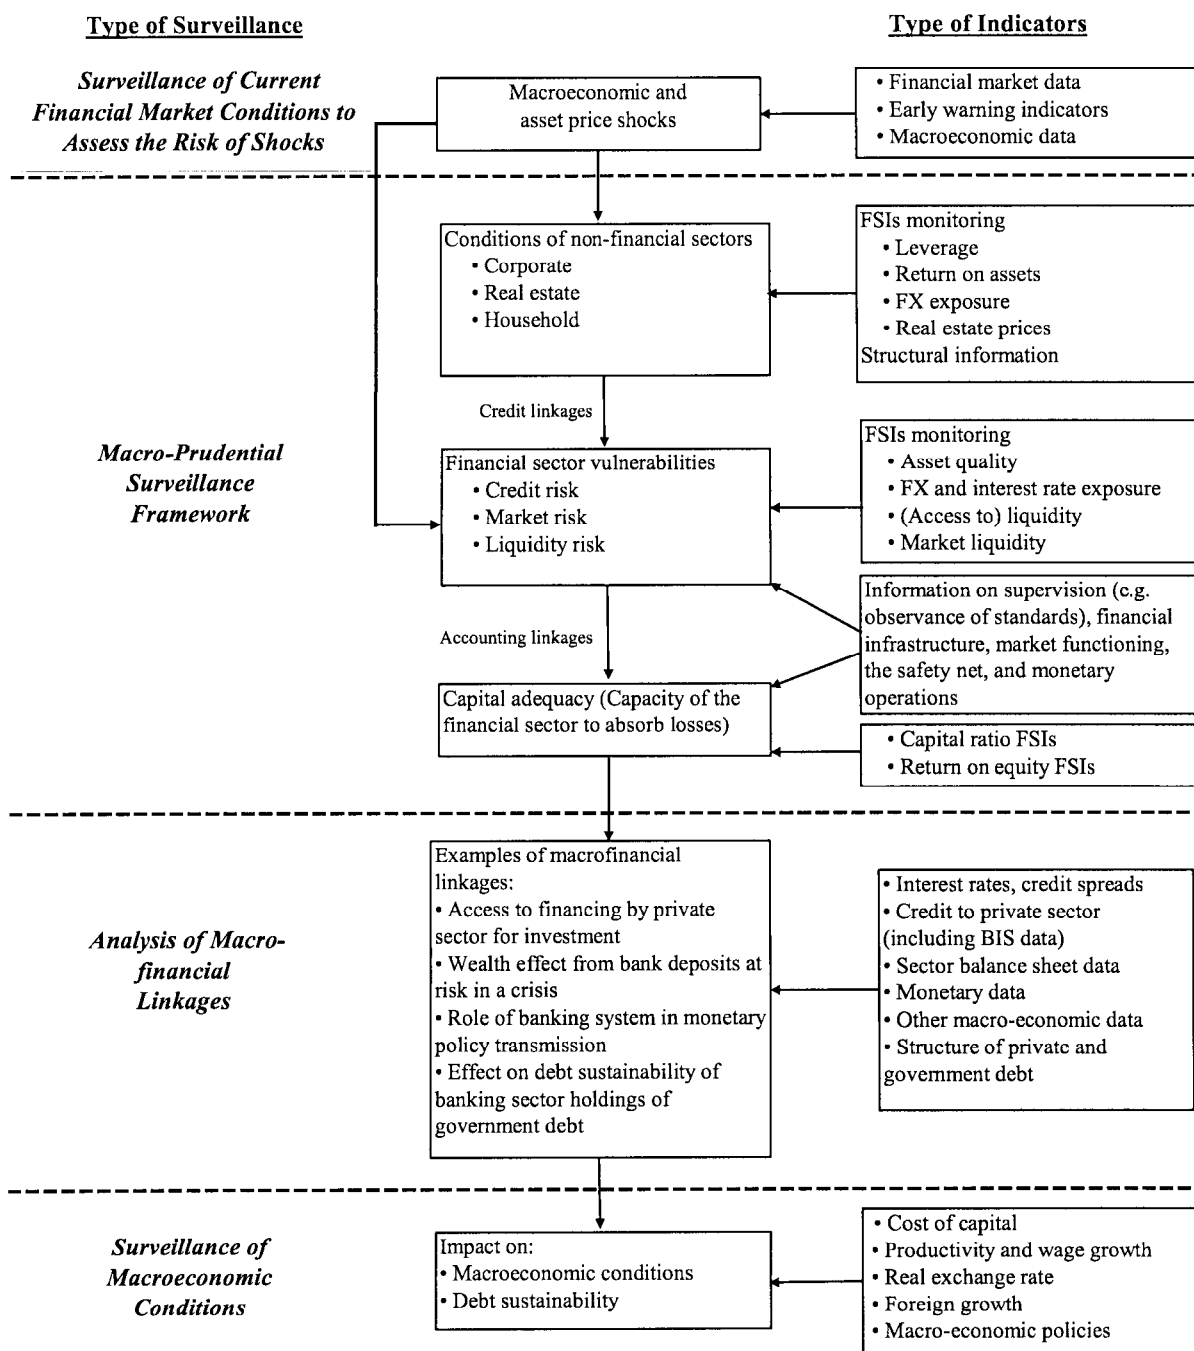 Type of Surveillance
Type of Indicators
Surveillance of Current
Financial Market Conditions to
Assess the Risk of Shocks
Macroeconomic and
asset price shocks
• Financial market data
• Early warning indicators
• Macroeconomic data
Macro-Prudential
Surveillance
Framework
Conditions of non-financial sectors
• Corporate
• Real estate
• Household
FSIs monitoring
• Leverage
• Return on assets
• FX exposure
• Real estate prices
Structural information
Credit linkages
Financial sector vulnerabilities
• Credit risk
• Market risk
• Liquidity risk
FSIs monitoring
• Asset quality
• FX and interest rate exposure
• (Access to) liquidity
• Market liquidity
Accounting linkages
Information on supervision (e.g.
observance of standards), financial
infrastructure, market functioning,
the safety net, and monetary
operations
Capital adequacy (Capacity of the
financial sector to absorb losses)
• Capital ratio FSIs
• Return on equity FSIs
Analysis of Macro-
financial
Linkages
Examples of macrofinancial
linkages:
• Access to financing by private
sector for investment
• Wealth effect from bank deposits at
risk in a crisis
• Role of banking system in monetary
policy transmission
• Effect on debt sustainability of
banking sector holdings of
government debt
• Interest rates, credit spreads
• Credit to private sector
(including BIS data)
• Sector balance sheet data
• Monetary data
• Other macro-economic data
• Structure of private and
government debt
Surveillance of
Macroeconomic
Conditions
Impact on:
• Macroeconomic conditions
• Debt sustainability
• Cost of capital
• Productivity and wage growth
• Real exchange rate
• Foreign growth
• Macro-economic policies